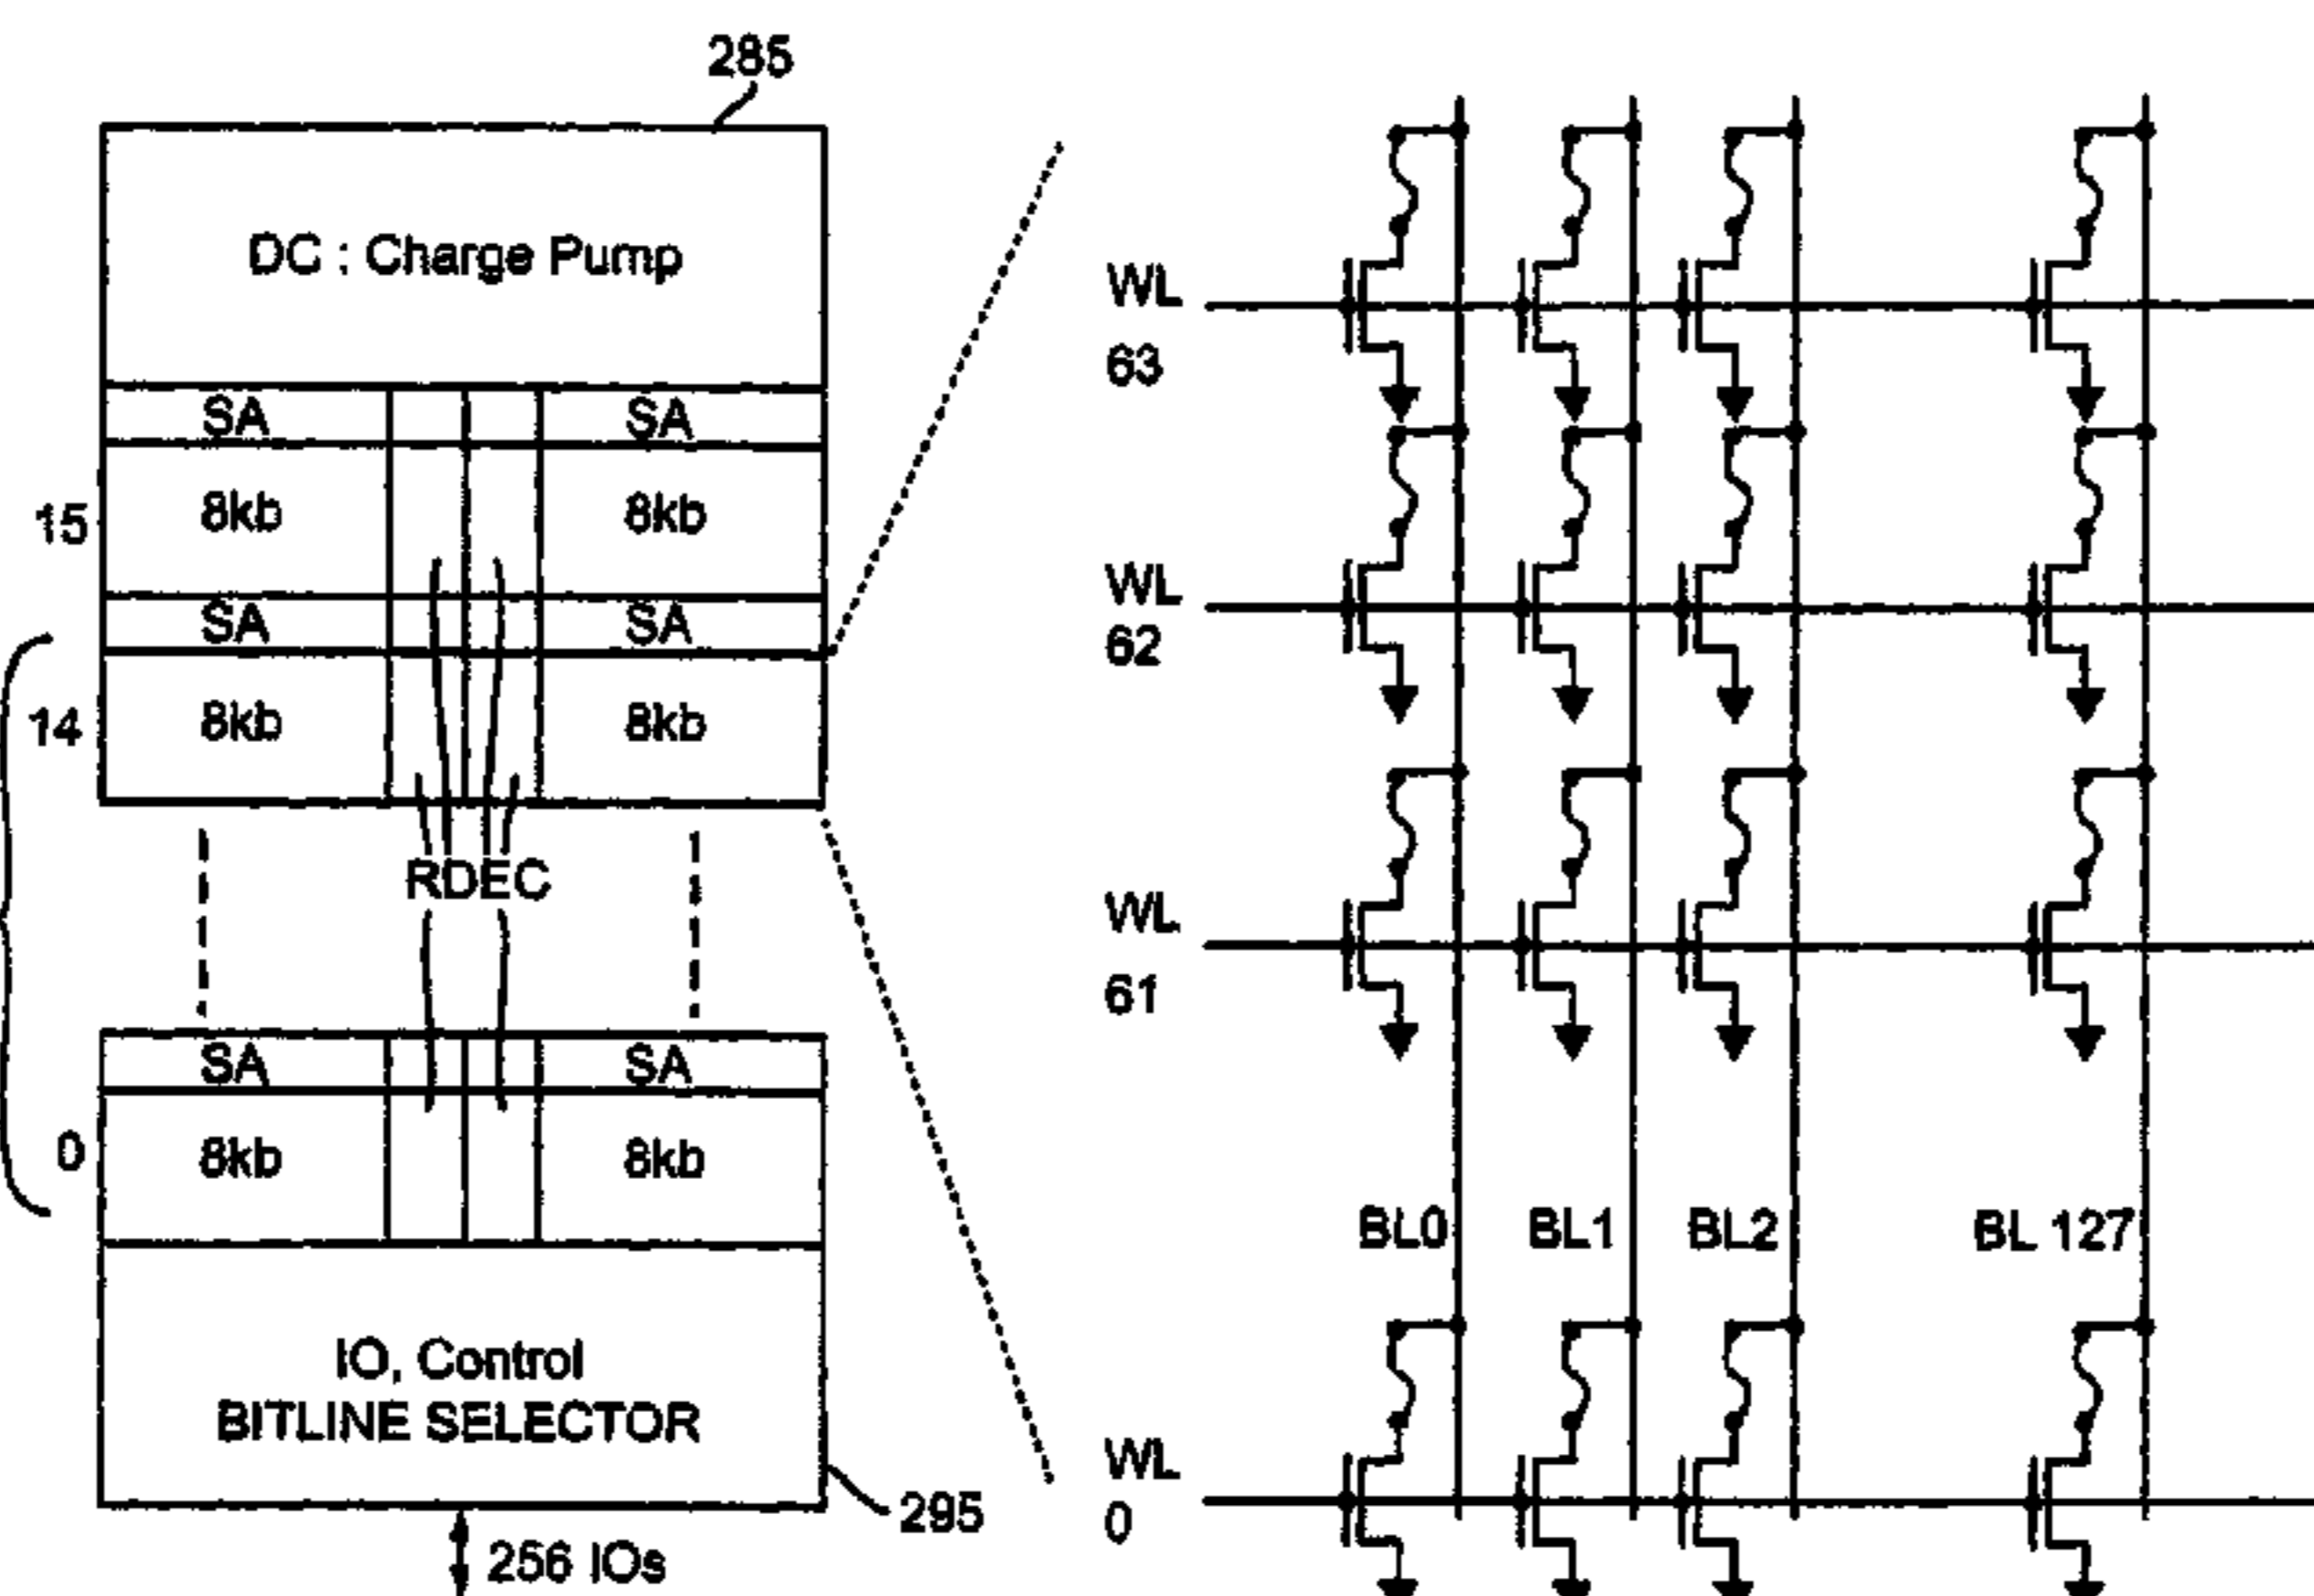 285
DC : Charge Pump
SA SA
15 8kb 8kb
SA SA
14 8kb 8kb
RDEC
SA SA
0 8kb 8kb
IO, Control
BITLINE SELECTOR
295
256 IOs
WL
63
WL
62
WL
61
BL0 BL1 BL2 BL 127
WL
0